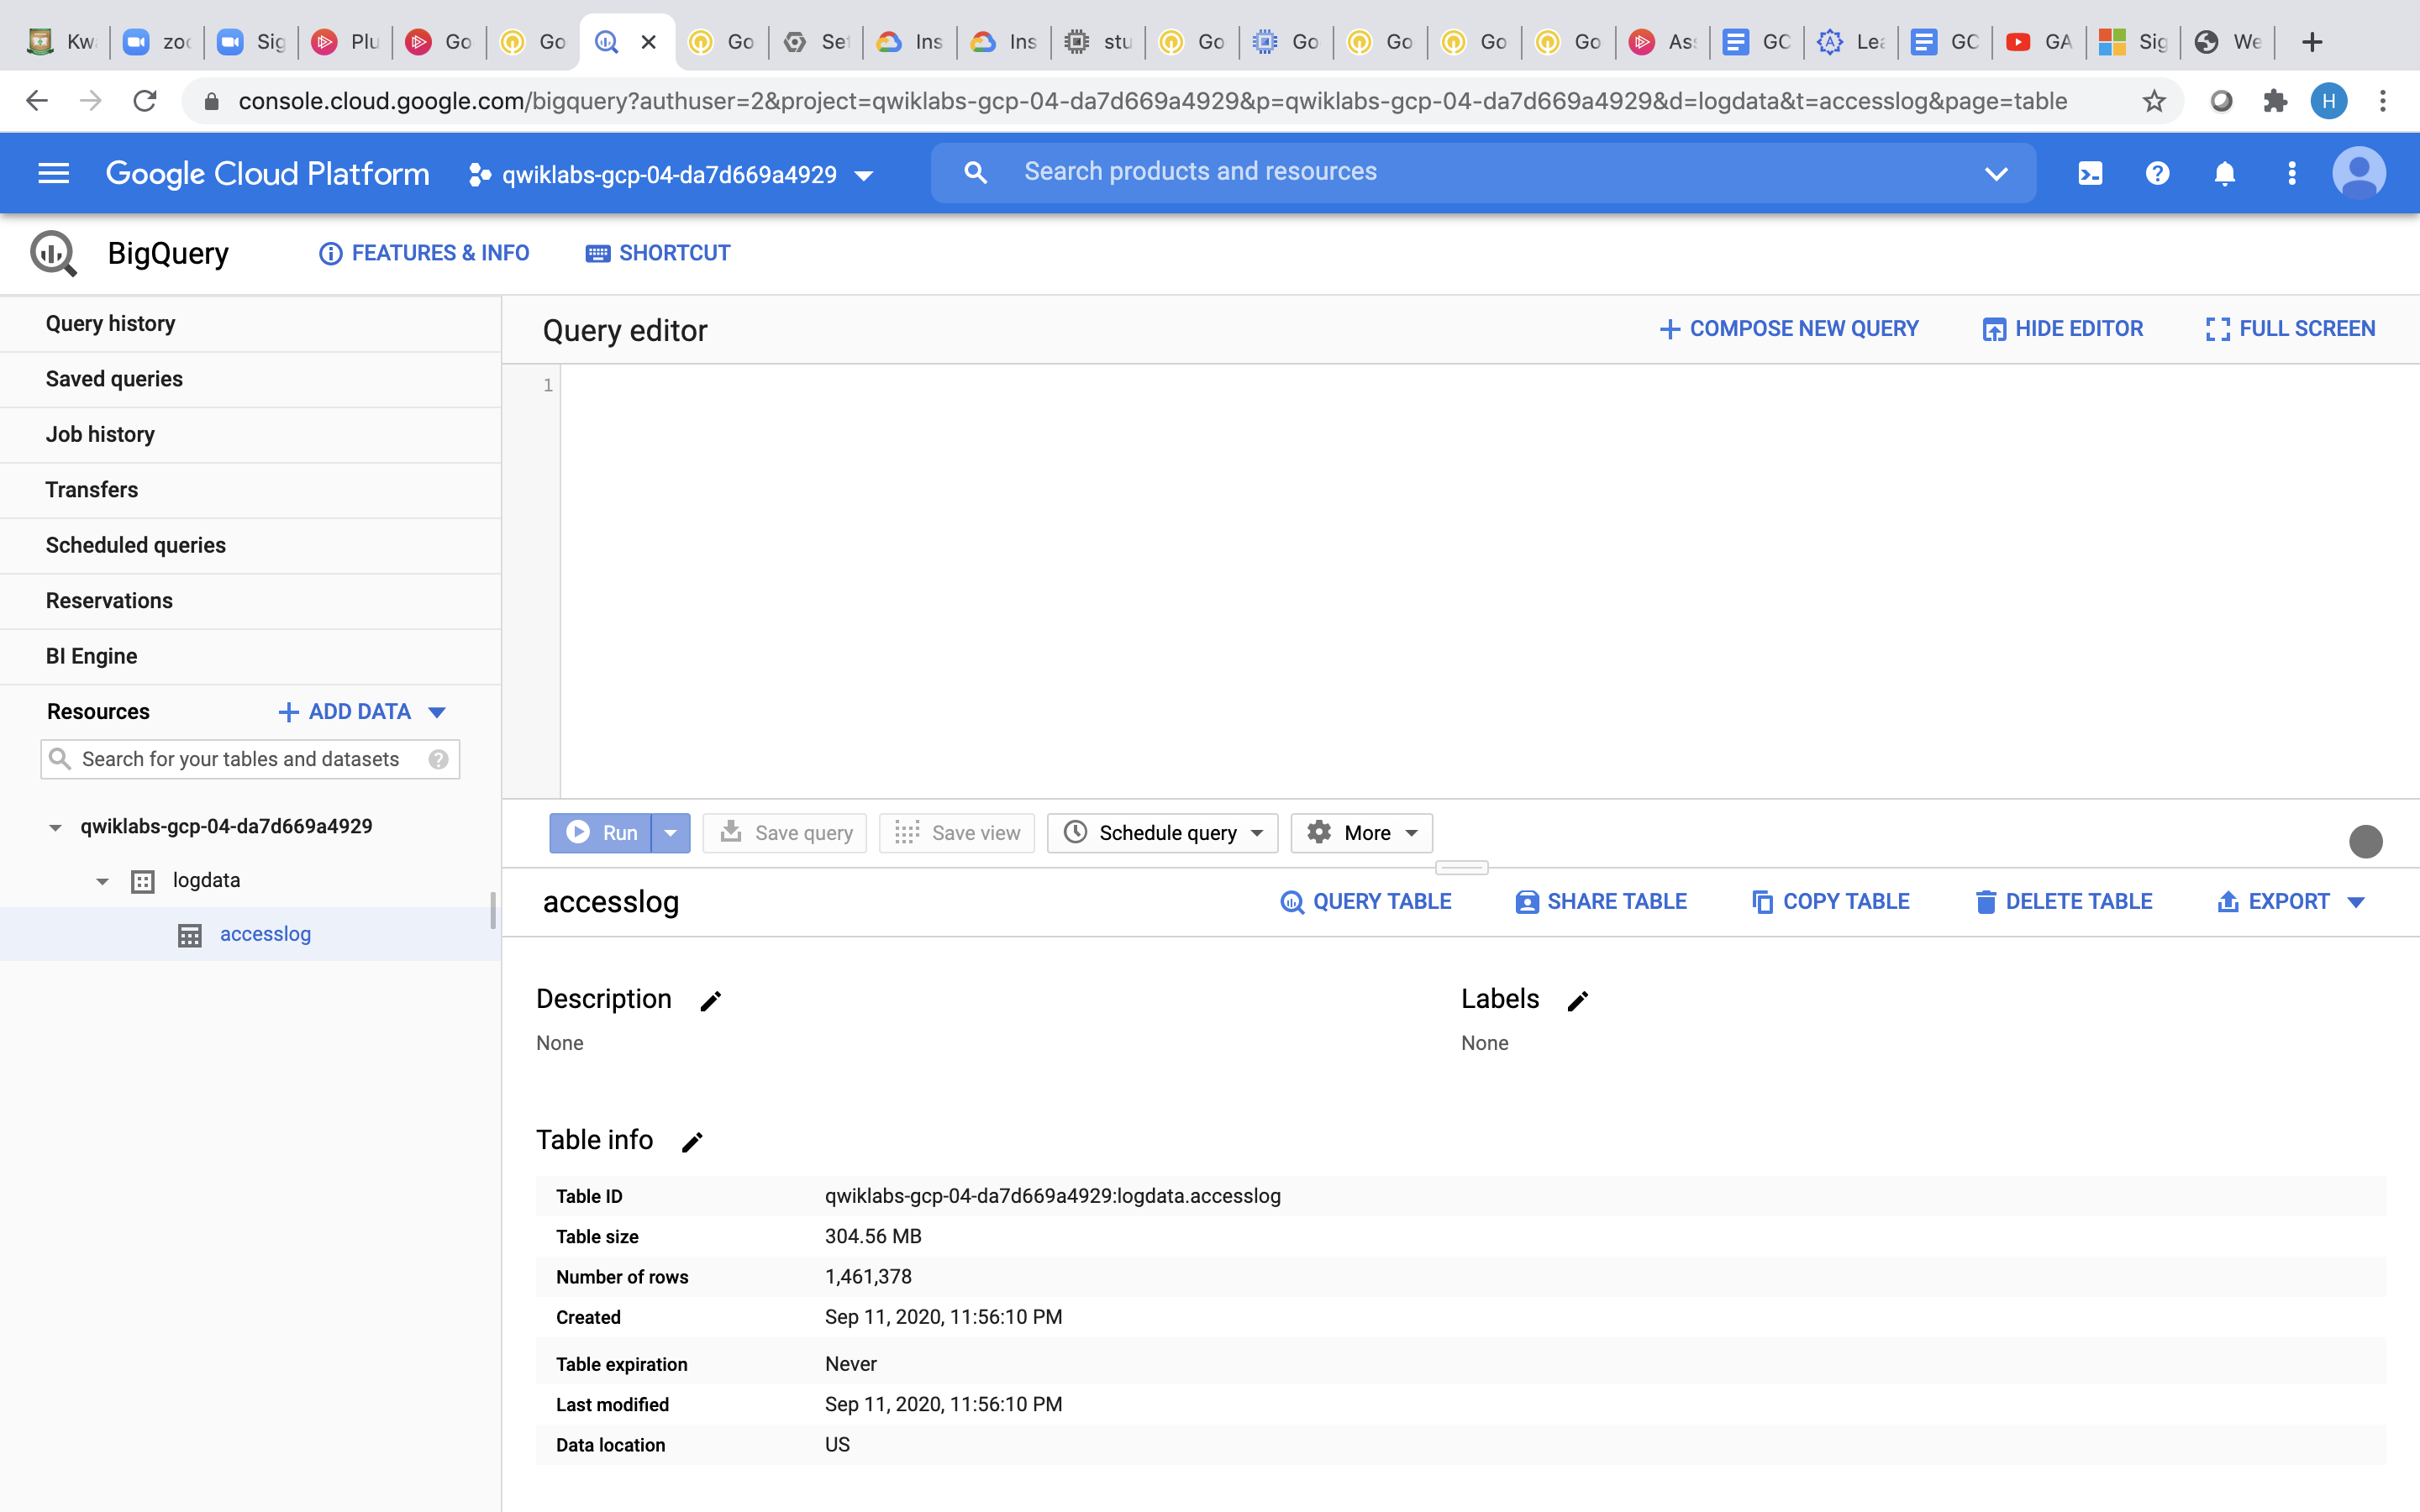 Kw zoo Sig Plu Go Go Go Set Ins Ins stu Go Go Go Go Go Ass GC Lea GC GA Sig We
console.cloud.google.com/bigquery?authuser=2&project=qwiklabs-gcp-04-da7d669a4929&p=qwiklabs-gcp-04-da7d669a4929&d=logdata&t=accesslog&page=table H
Google Cloud Platform qwiklabs-gcp-04-da7d669a4929 Search products and resources
BigQuery FEATURES & INFO SHORTCUT
Query history
Saved queries
Job history
Transfers
Scheduled queries
Reservations
BI Engine
Resources ADD DATA
Search for your tables and datasets
qwiklabs-gcp-04-da7d669a4929
logdata
accesslog
Query editor COMPOSE NEW QUERY HIDE EDITOR FULL SCREEN
1
Run Save query Save view Schedule query More
accesslog QUERY TABLE SHARE TABLE COPY TABLE DELETE TABLE EXPORT
Description Labels
None None
Table info
Table ID qwiklabs-gcp-04-da7d669a4929:logdata.accesslog
Table size 304.56 MB
Number of rows 1,461,378
Created Sep 11, 2020, 11:56:10 PM
Table expiration Never
Last modified Sep 11, 2020, 11:56:10 PM
Data location US